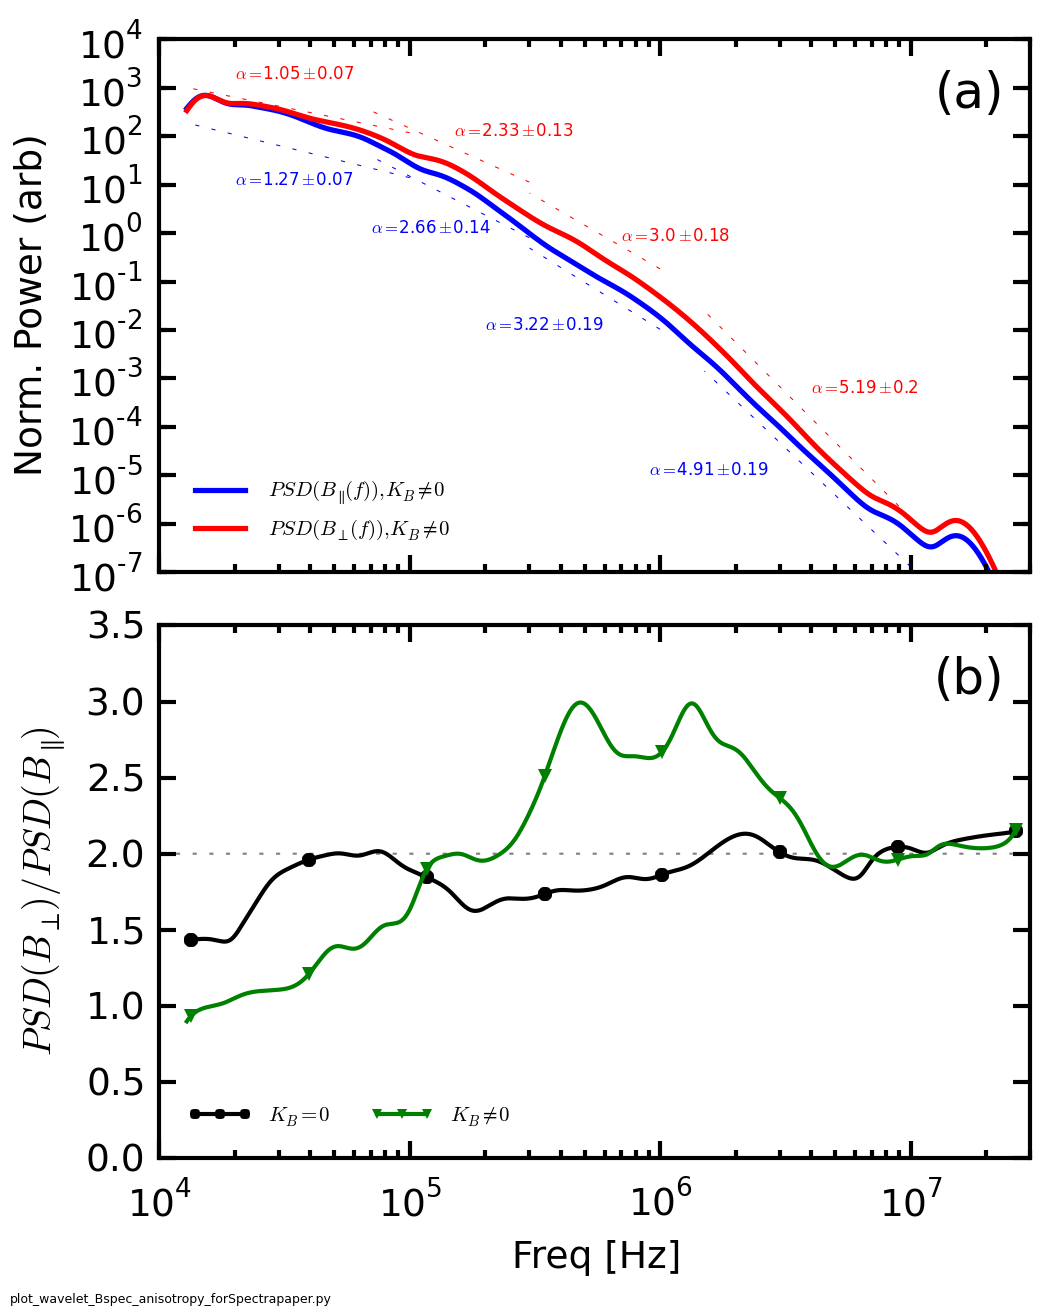 (a)
Norm. Power (arb)
10^4
10^3
10^2
10^1
10^0
10^-1
10^-2
10^-3
10^-4
10^-5
10^-6
10^-7
α=1.05±0.07
α=2.33±0.13
α=1.27±0.07
α=2.66±0.14
α=3.0±0.18
α=3.22±0.19
α=5.19±0.2
α=4.91±0.19
PSD(B_∥(f)),K_B≠0
PSD(B_⊥(f)),K_B≠0
(b)
PSD(B_⊥)/PSD(B_∥)
3.5
3.0
2.5
2.0
1.5
1.0
0.5
0.0
K_B=0
K_B≠0
10^4 10^5 10^6 10^7
Freq [Hz]
plot_wavelet_Bspec_anisotropy_forSpectrapaper.py